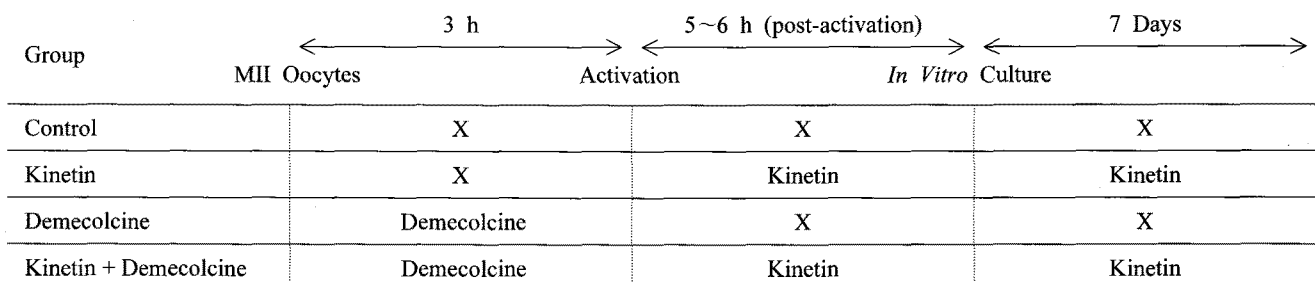 3 h 5~6 h (post-activation) 7 Days
Group
MII Oocytes Activation In Vitro Culture
Control X X X
Kinetin X Kinetin Kinetin
Demecolcine Demecolcine X X
Kinetin + Demecolcine Demecolcine Kinetin Kinetin